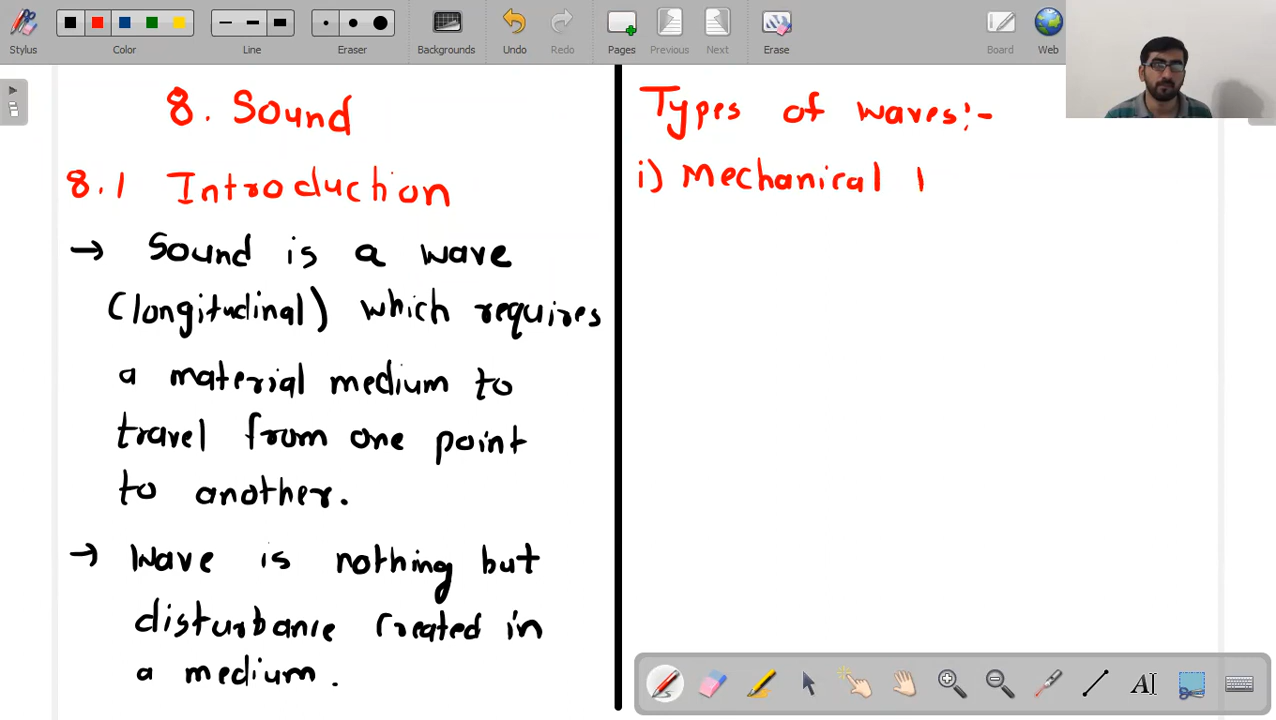 Stylus
Color
Line
Eraser
Backgrounds
Undo
Redo
Pages
Previous
Next
Erase
Board
Web
8. Sound
8.1 Introduction
→ Sound is a wave
(longitudinal) which requires
a material medium to
travel from one point
to another.
→ Wave is nothing but
disturbance created in
a medium.
Types of waves:-
i) Mechanical